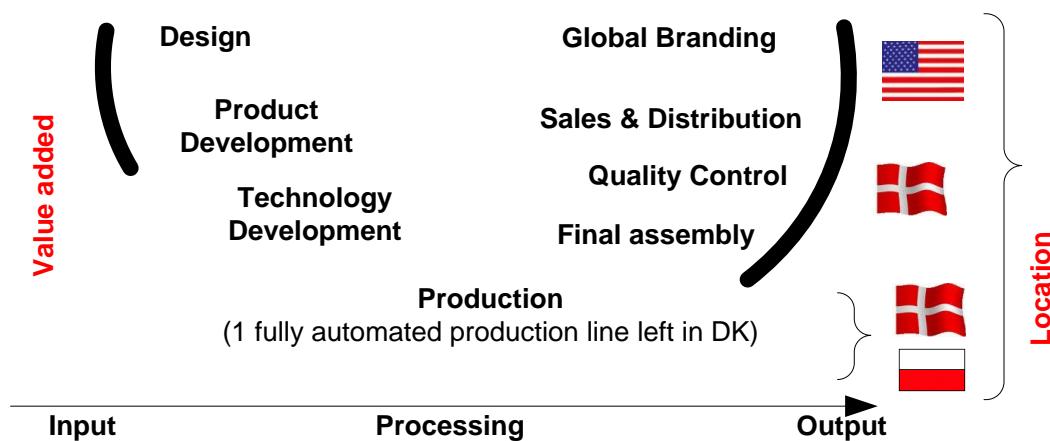 Design
Global Branding
Product
Development
Sales & Distribution
Quality Control
Technology
Development
Final assembly
Production
(1 fully automated production line left in DK)
Value added
Location
Input
Processing
Output